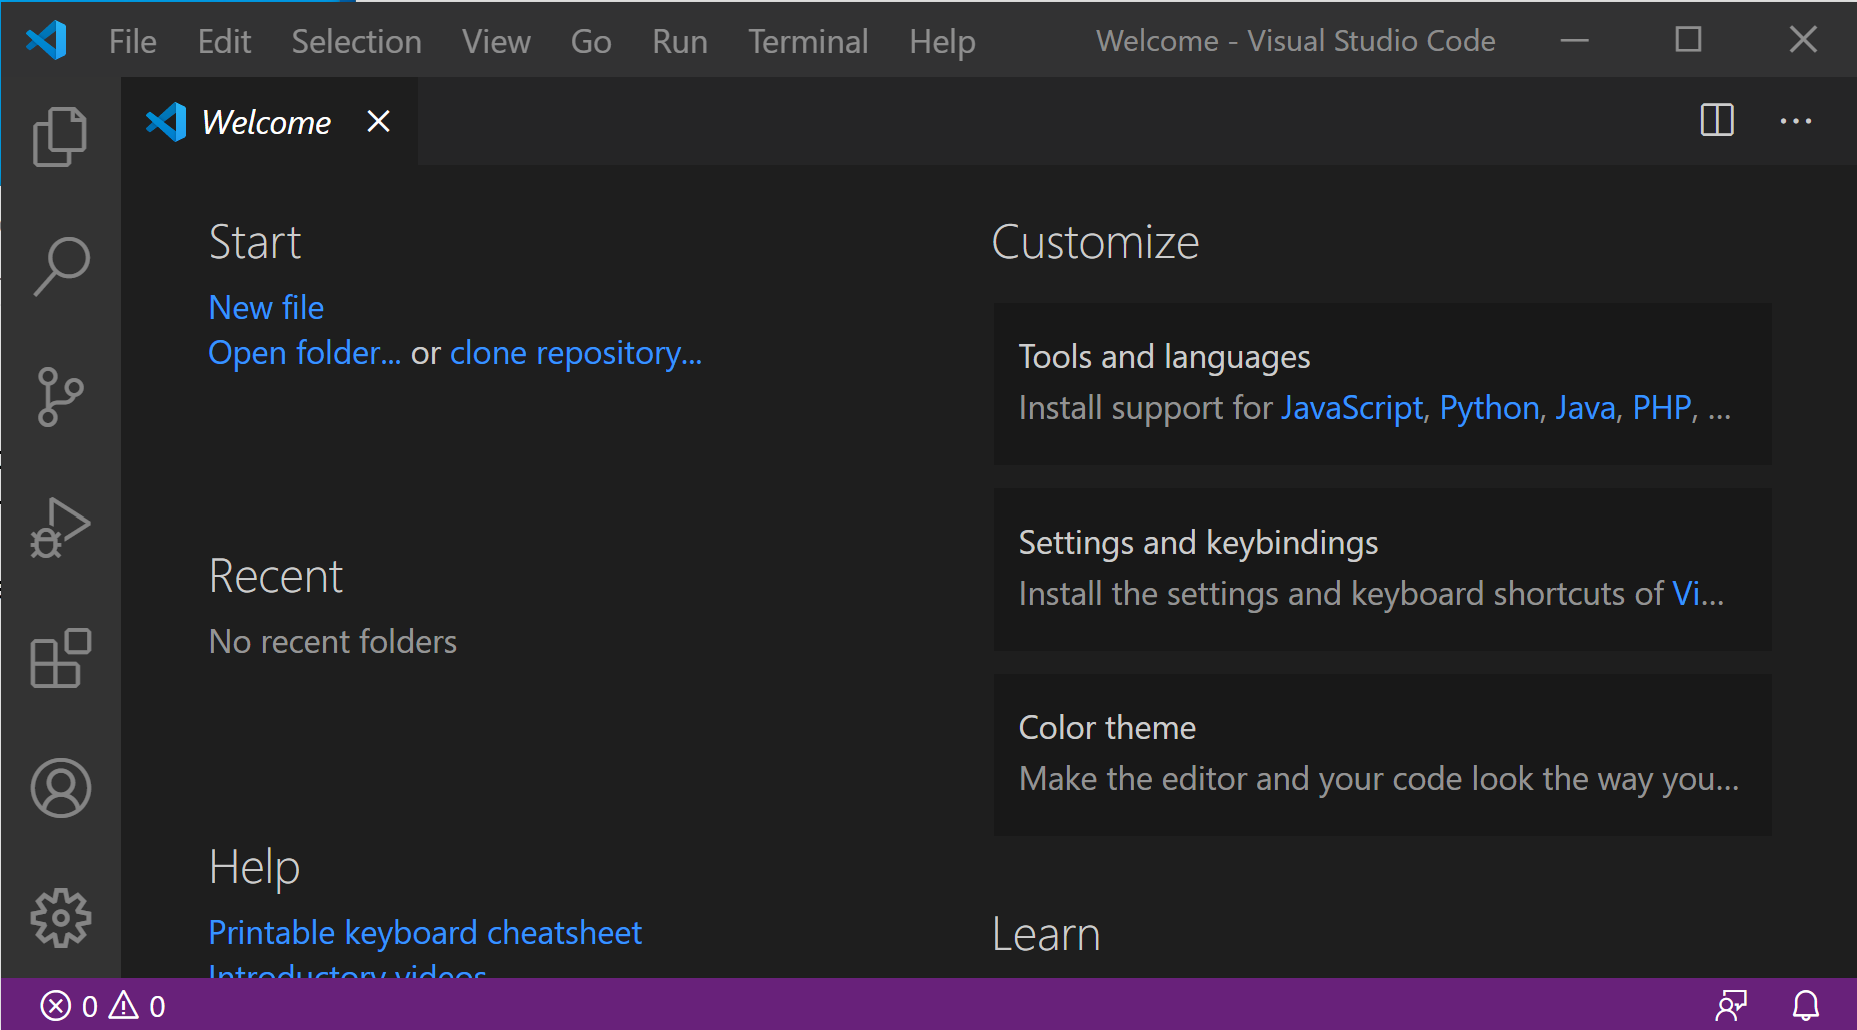 File Edit Selection View Go Run Terminal Help Welcome - Visual Studio Code
Welcome
Start
New file
Open folder... or clone repository...
Recent
No recent folders
Help
Printable keyboard cheatsheet
Introductory videos
Customize
Tools and languages
Install support for JavaScript, Python, Java, PHP, ...
Settings and keybindings
Install the settings and keyboard shortcuts of Vi...
Color theme
Make the editor and your code look the way you...
Learn
0 0